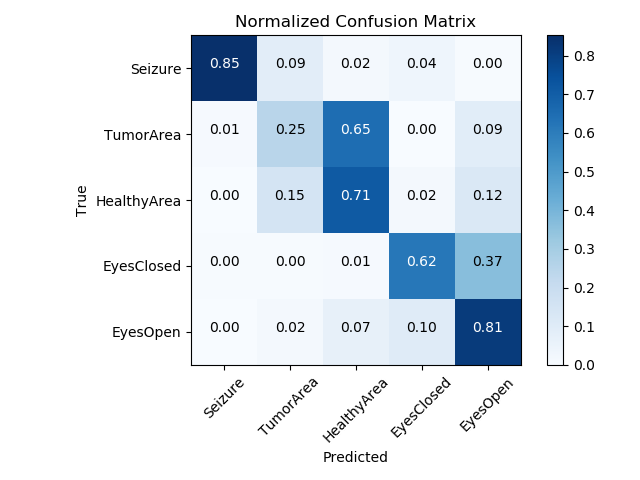 Normalized Confusion Matrix
True
Seizure 0.85 0.09 0.02 0.04 0.00
TumorArea 0.01 0.25 0.65 0.00 0.09
HealthyArea 0.00 0.15 0.71 0.02 0.12
EyesClosed 0.00 0.00 0.01 0.62 0.37
EyesOpen 0.00 0.02 0.07 0.10 0.81
Seizure TumorArea HealthyArea EyesClosed EyesOpen
Predicted
0.8
0.7
0.6
0.5
0.4
0.3
0.2
0.1
0.0